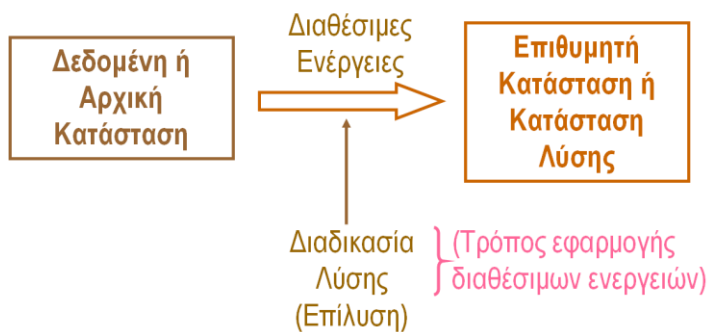 Δεδομένη ή
Αρχική
Κατάσταση
Διαθέσιμες
Ενέργειες
Επιθυμητή
Κατάσταση ή
Κατάσταση
Λύσης
Διαδικασία
Λύσης
(Επίλυση)
(Τρόπος εφαρμογής
διαθέσιμων ενεργειών)